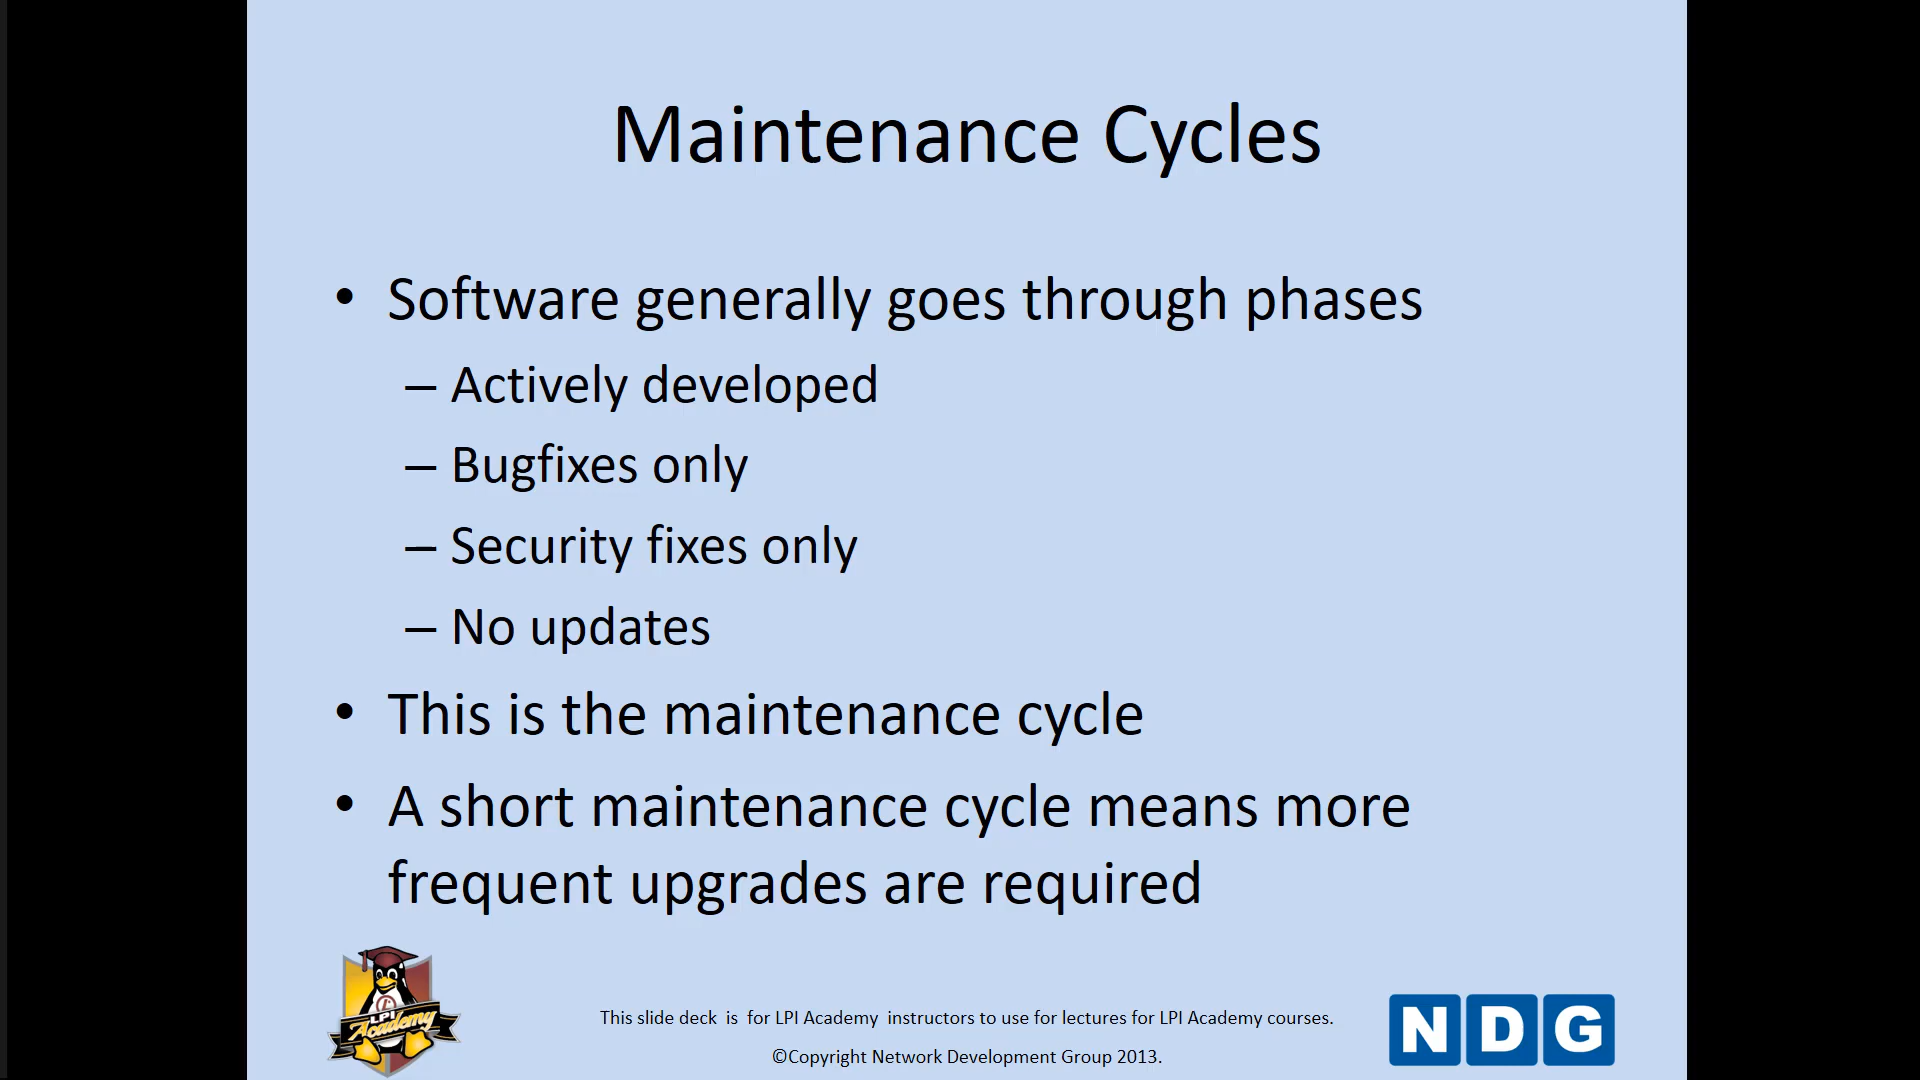 Maintenance Cycles
• Software generally goes through phases
– Actively developed
– Bugfixes only
– Security fixes only
– No updates
• This is the maintenance cycle
• A short maintenance cycle means more
frequent upgrades are required
LPI
Academy
This slide deck is for LPI Academy instructors to use for lectures for LPI Academy courses.
©Copyright Network Development Group 2013.
NDG